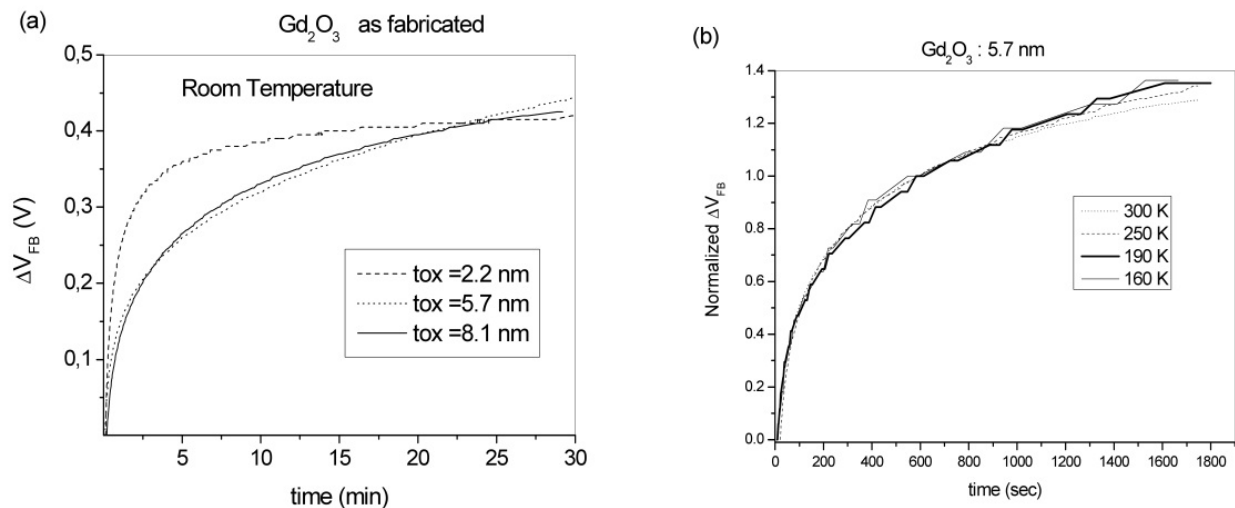 (a)
Gd₂O₃ as fabricated
Room Temperature
0,5
0,4
0,3
0,2
0,1
ΔV_FB (V)
tox =2.2 nm
tox =5.7 nm
tox =8.1 nm
5 10 15 20 25 30
time (min)
(b)
Gd₂O₃ : 5.7 nm
1.4
1.2
1.0
0.8
0.6
0.4
0.2
0.0
Normalized ΔV_FB
300 K
250 K
190 K
160 K
0 200 400 600 800 1000 1200 1400 1600 1800
time (sec)